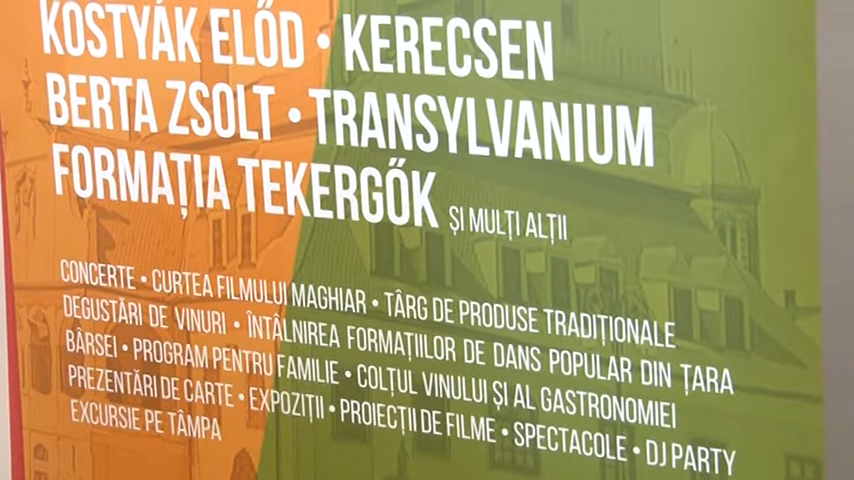 KOSTYÁK ELŐD • KERECSEN
BERTA ZSOLT • TRANSYLVANIUM
FORMAȚIA TEKERGŐK ȘI MULȚI ALȚII
CONCERTE • CURTEA FILMULUI MAGHIAR • TÂRG DE PRODUSE TRADIȚIONALE
DEGUSTĂRI DE VINURI • ÎNTÂLNIREA FORMAȚIILOR DE DANS POPULAR DIN ȚARA
BÂRSEI • PROGRAM PENTRU FAMILIE • COLȚUL VINULUI ȘI AL GASTRONOMIEI
PREZENTĂRI DE CARTE • EXPOZIȚII • PROIECȚII DE FILME • SPECTACOLE • DJ PARTY
EXCURSIE PE TÂMPA